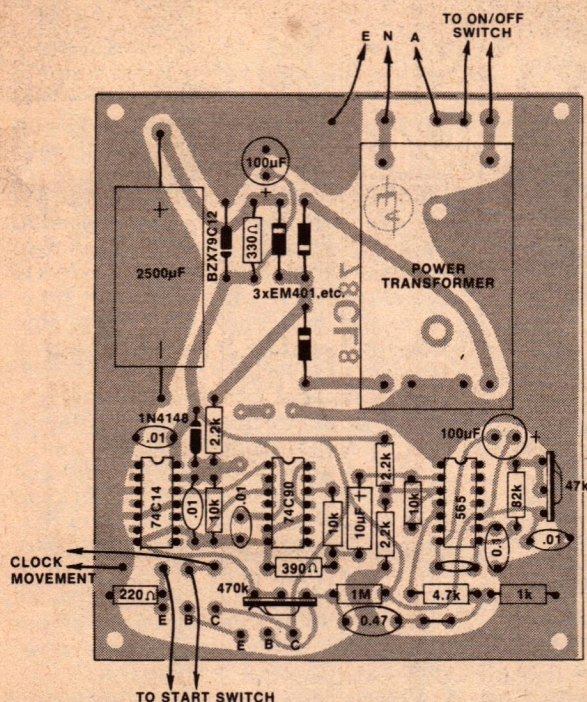 TO ON/OFF
SWITCH
E N A
100µF
+
+
2500µF
−
BZX79C12
330Ω
3xEM401, etc.
78CL8
POWER
TRANSFORMER
1N4148
.01
2.2k
100µF
+
74C14
.01
10k
.01
74C90
10k
+
10µF
2.2k
2.2k
10k
565
82k
47k
0.1
.01
CLOCK
MOVEMENT
390Ω
470k
220Ω
1M
4.7k
1k
0.47
E B C
E B C
TO START SWITCH